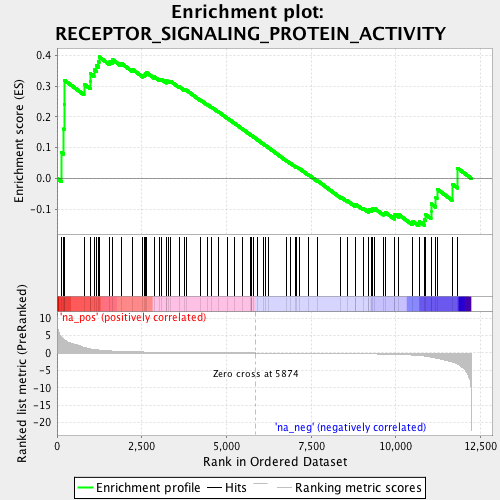 Enrichment plot:
RECEPTOR_SIGNALING_PROTEIN_ACTIVITY
Enrichment score (ES)
0.4
0.3
0.2
0.1
0.0
-0.1
Ranked list metric (PreRanked)
10
5
0
-5
-10
-15
-20
'na_pos' (positively correlated)
Zero cross at 5874
'na_neg' (negatively correlated)
0
2,500
5,000
7,500
10,000
12,500
Rank in Ordered Dataset
Enrichment profile
Hits
Ranking metric scores